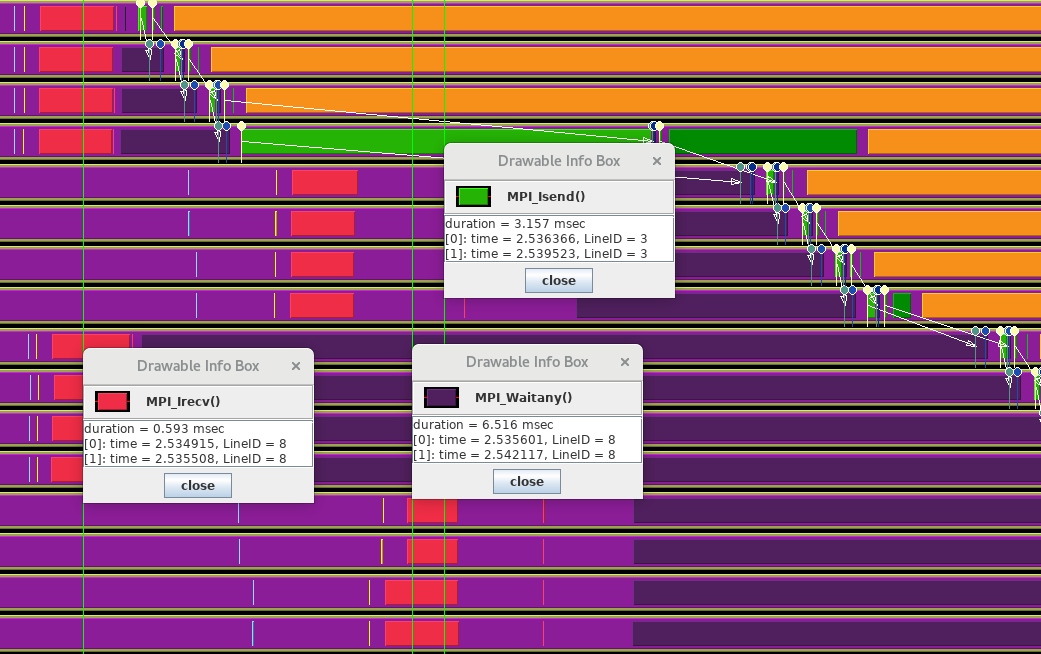 Drawable Info Box ×
MPI_Isend()
duration = 3.157 msec
[0]: time = 2.536366, LineID = 3
[1]: time = 2.539523, LineID = 3
close
Drawable Info Box ×
MPI_Irecv()
duration = 0.593 msec
[0]: time = 2.534915, LineID = 8
[1]: time = 2.535508, LineID = 8
close
Drawable Info Box ×
MPI_Waitany()
duration = 6.516 msec
[0]: time = 2.535601, LineID = 8
[1]: time = 2.542117, LineID = 8
close